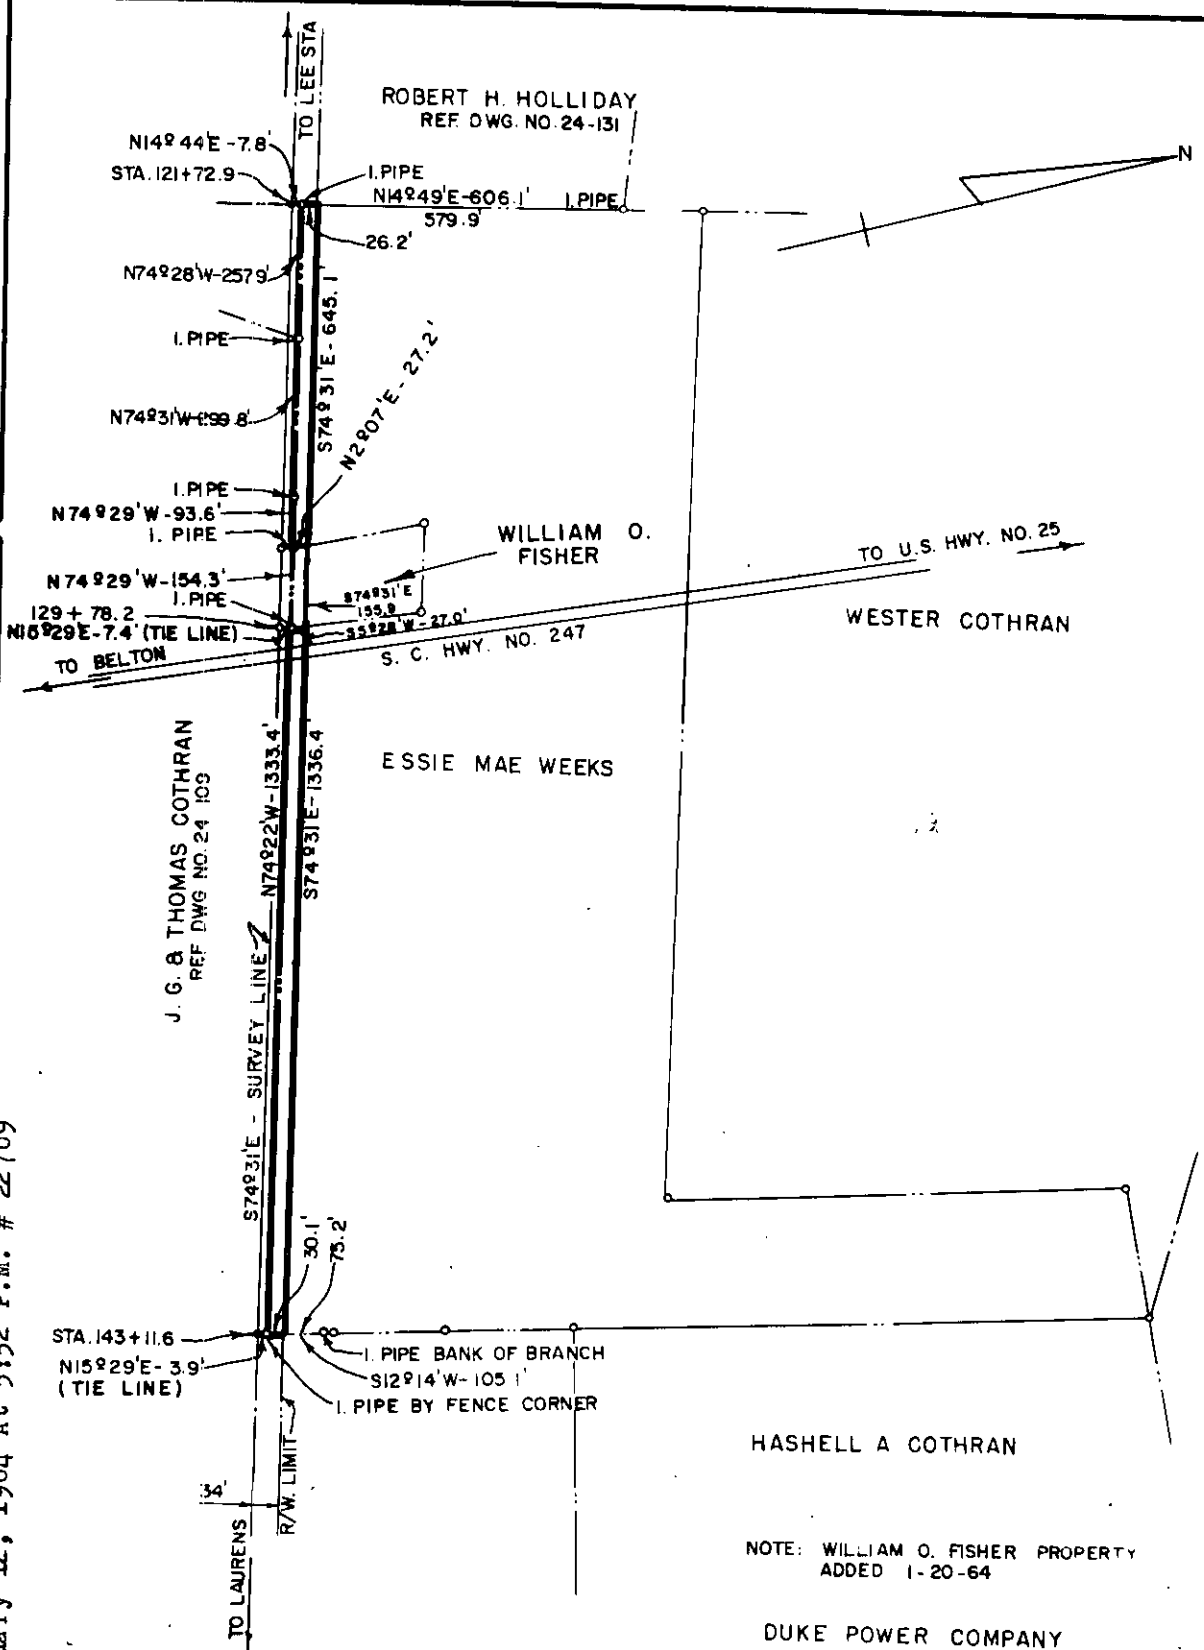 TO LEE STA
ROBERT H. HOLLIDAY
REF. DWG. NO. 24-131
N14º44'E-7.8'
STA. 121+72.9
I. PIPE
N14º49'E-606.1'
579.9'
I. PIPE
26.2'
N
N74º28'W-257.9'
S74º31'E-645.1'
I. PIPE
N2º07'E-27.2'
N74º31'W-299.8'
I. PIPE
N74º29'W-93.6'
I. PIPE
WILLIAM O.
FISHER
TO U.S. HWY. NO. 25
N74º29'W-154.3'
I. PIPE
S74º31'E
155.9
129+78.2
N15º29'E-7.4' (TIE LINE)
S5º28'W-27.0'
TO BELTON
S. C. HWY. NO. 247
WESTER COTHRAN
ESSIE MAE WEEKS
N74º22'W-1333.4'
S74º31'E-1336.4'
J. G. & THOMAS COTHRAN
REF DWG NO. 24 109
S74º31'E - SURVEY LINE
30.1'
75.2'
STA. 143+11.6
N15º29'E-3.9'
(TIE LINE)
I. PIPE BANK OF BRANCH
S12º14'W-105.1'
I. PIPE BY FENCE CORNER
HASHELL A COTHRAN
34'
R/W. LIMIT
TO LAURENS
NOTE: WILLIAM O. FISHER PROPERTY
ADDED 1-20-64
DUKE POWER COMPANY